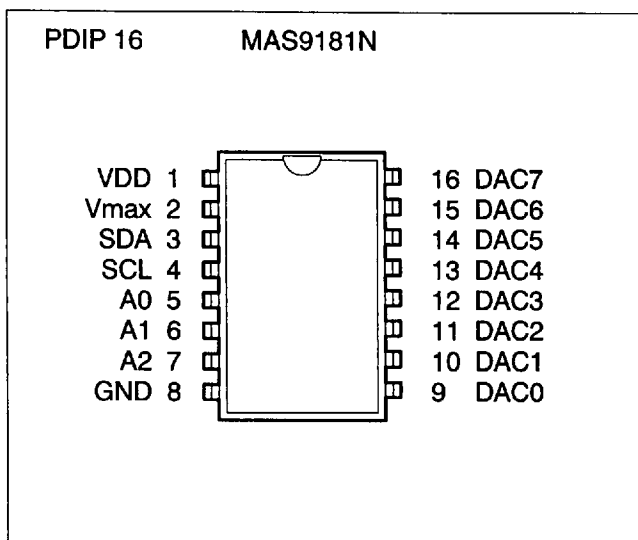 PDIP 16 MAS9181N
VDD 1 16 DAC7
Vmax 2 15 DAC6
SDA 3 14 DAC5
SCL 4 13 DAC4
A0 5 12 DAC3
A1 6 11 DAC2
A2 7 10 DAC1
GND 8 9 DAC0